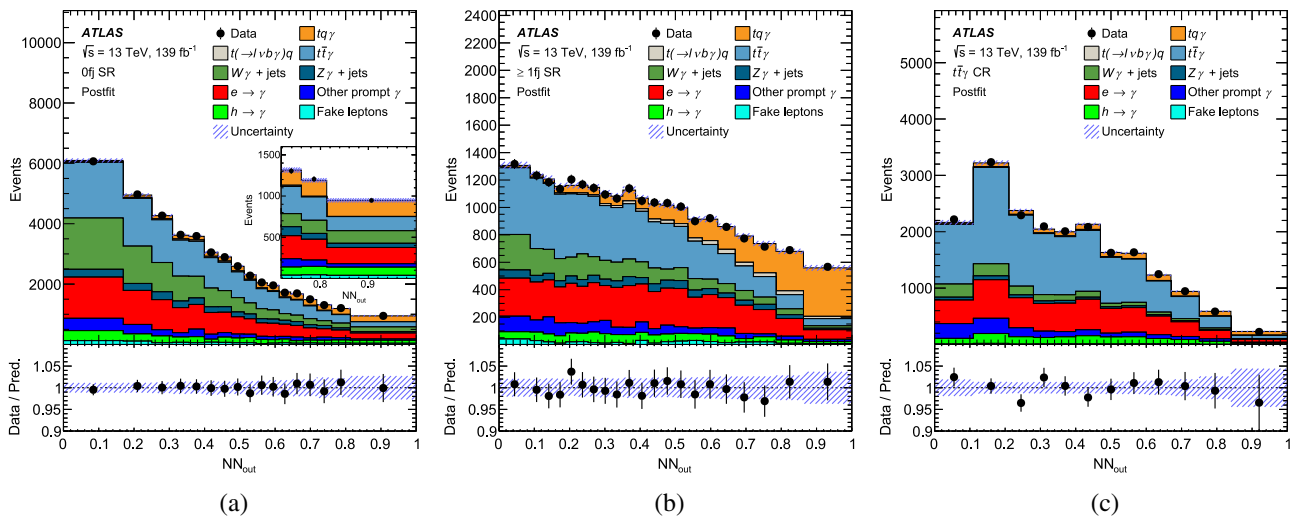 ATLAS
√s = 13 TeV, 139 fb⁻¹
0fj SR
Postfit
Data
t(→lνbγ)q
Wγ + jets
e → γ
h → γ
Uncertainty
tqγ
tt̄γ
Zγ + jets
Other prompt γ
Fake leptons
Events
10000
8000
6000
4000
2000
Events
1500
1000
500
0.8 0.9
NNout
Data / Pred.
1.05
1
0.95
0.9
0 0.1 0.2 0.3 0.4 0.5 0.6 0.7 0.8 0.9 1
NNout
(a)
ATLAS
√s = 13 TeV, 139 fb⁻¹
≥ 1fj SR
Postfit
Data
t(→lνbγ)q
Wγ + jets
e → γ
h → γ
Uncertainty
tqγ
tt̄γ
Zγ + jets
Other prompt γ
Fake leptons
Events
2400
2200
2000
1800
1600
1400
1200
1000
800
600
400
200
Data / Pred.
1.05
1
0.95
0.9
0 0.1 0.2 0.3 0.4 0.5 0.6 0.7 0.8 0.9 1
NNout
(b)
ATLAS
√s = 13 TeV, 139 fb⁻¹
tt̄γ CR
Postfit
Data
t(→lνbγ)q
Wγ + jets
e → γ
h → γ
Uncertainty
tqγ
tt̄γ
Zγ + jets
Other prompt γ
Fake leptons
Events
5000
4000
3000
2000
1000
Data / Pred.
1.05
1
0.95
0.9
0 0.1 0.2 0.3 0.4 0.5 0.6 0.7 0.8 0.9 1
NNout
(c)